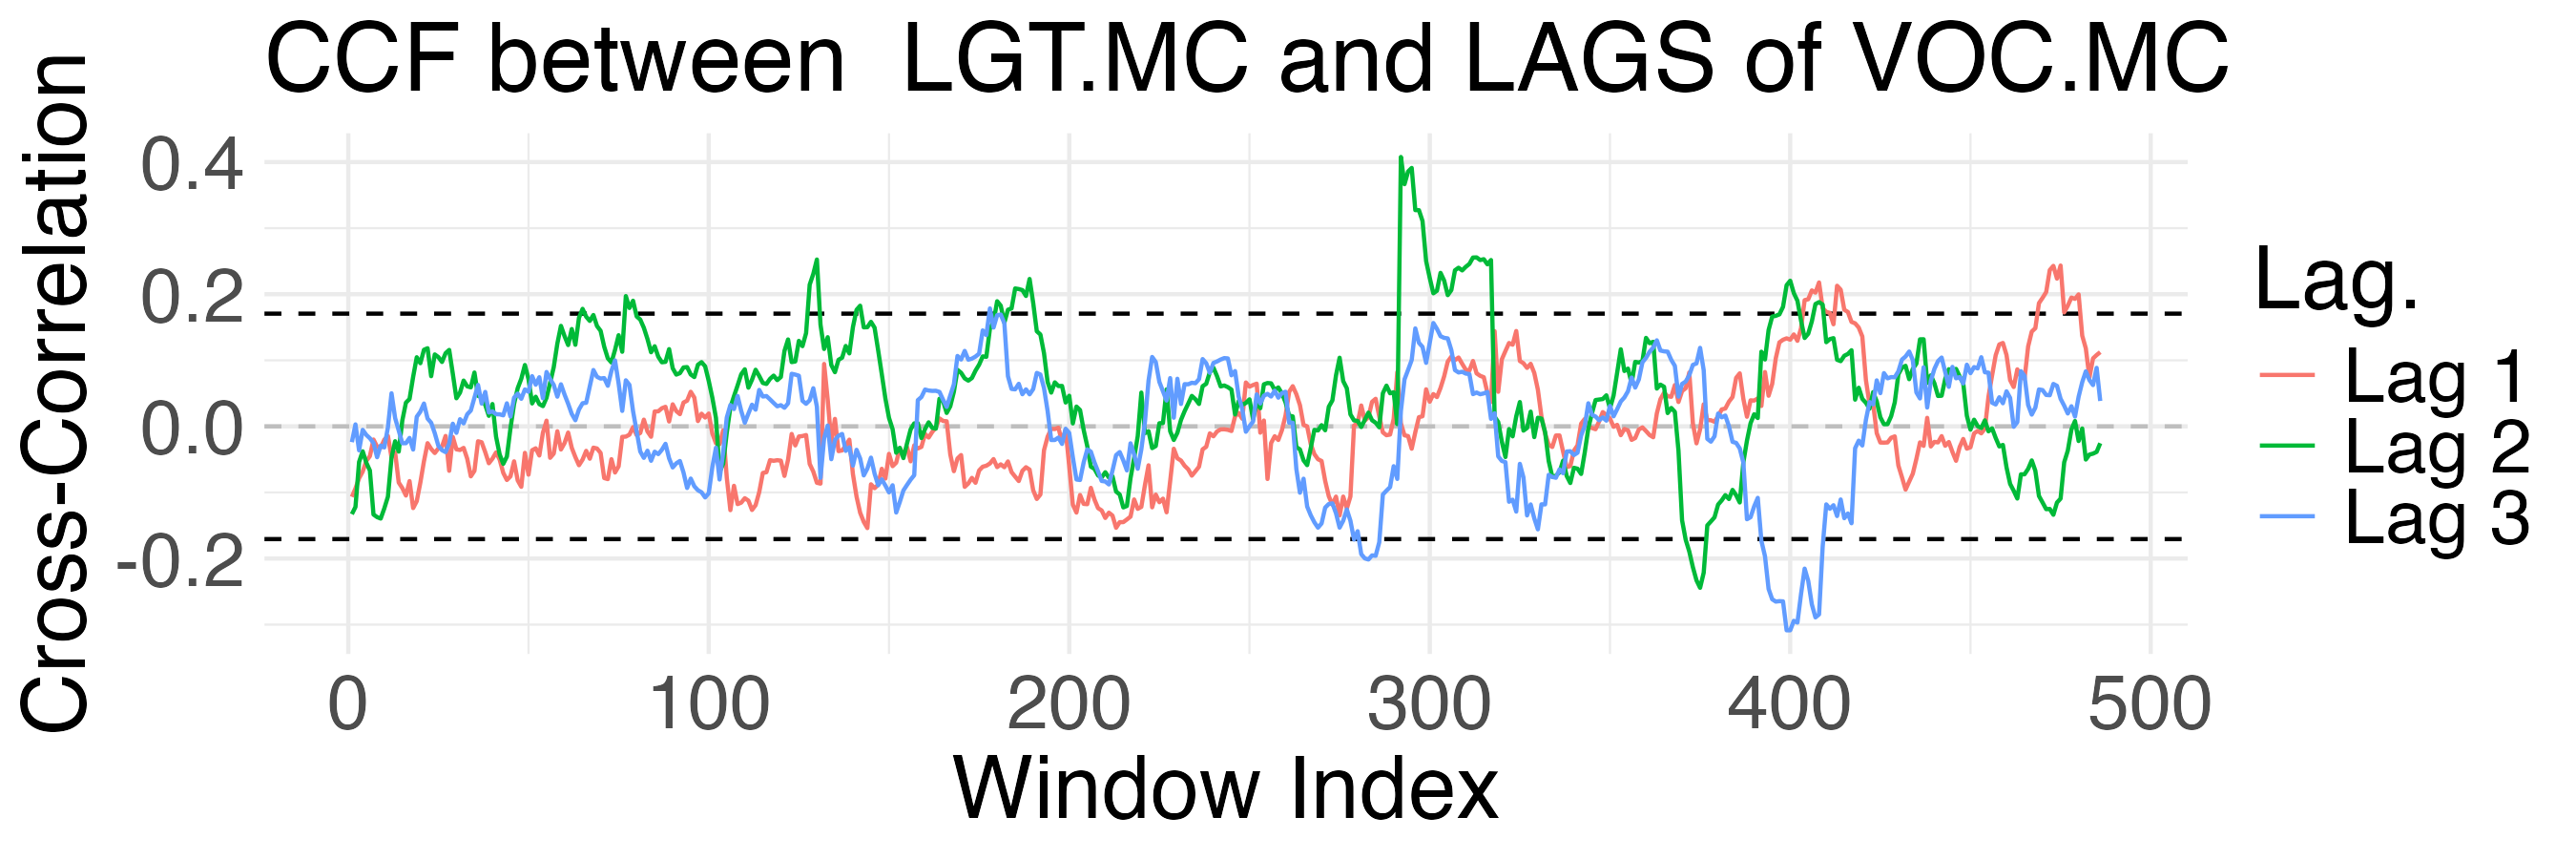 CCF between  LGT.MC and LAGS of VOC.MC
Cross-Correlation
0.4
0.2
0.0
-0.2
0
100
200
300
400
500
Window Index
Lag.
Lag 1
Lag 2
Lag 3